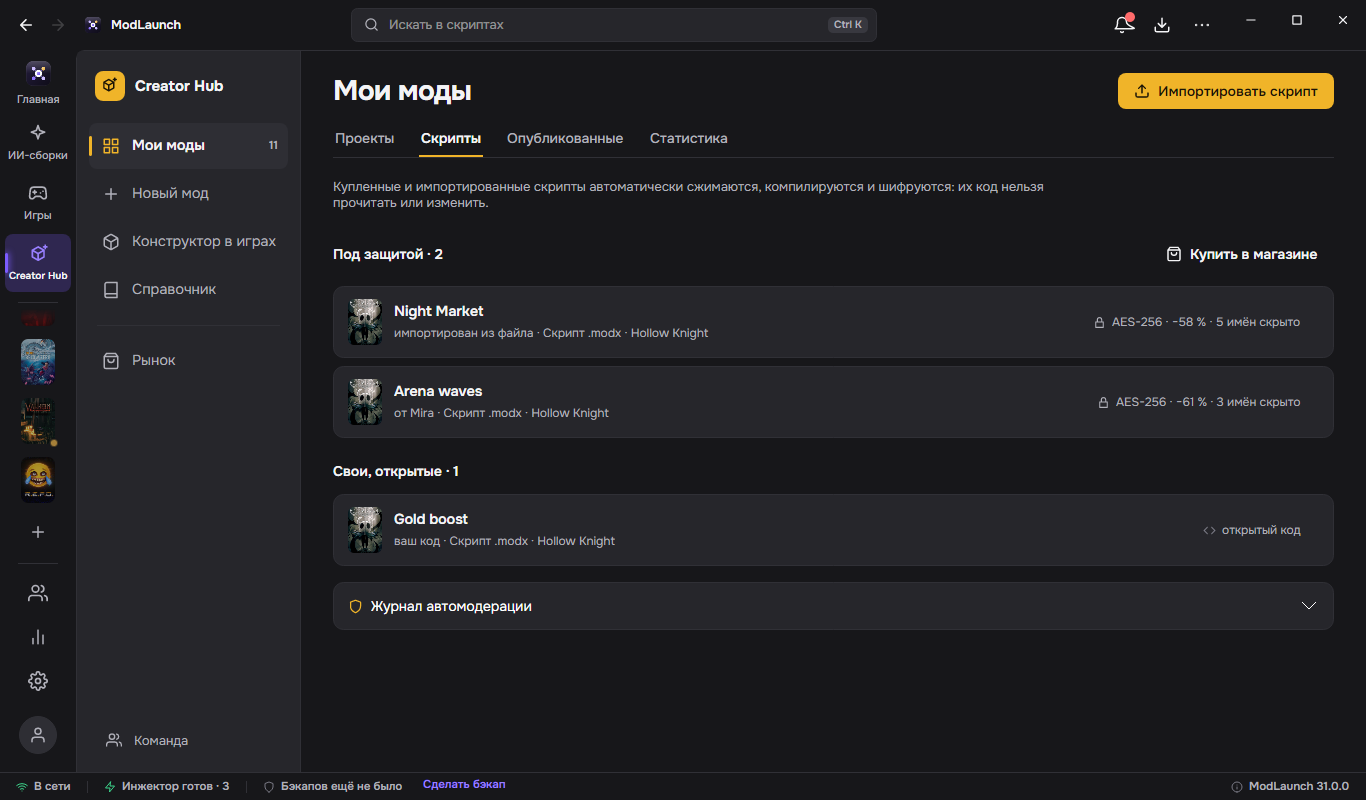 ModLaunch
Искать в скриптах
Ctrl K
Главная
ИИ-сборки
Игры
Creator Hub
Creator Hub
Мои моды
11
Новый мод
Конструктор в играх
Справочник
Рынок
Команда
Мои моды
Импортировать скрипт
Проекты
Скрипты
Опубликованные
Статистика
Купленные и импортированные скрипты автоматически сжимаются, компилируются и шифруются: их код нельзя
прочитать или изменить.
Под защитой · 2
Купить в магазине
Night Market
импортирован из файла · Скрипт .modx · Hollow Knight
AES-256 · −58 % · 5 имён скрыто
Arena waves
от Mira · Скрипт .modx · Hollow Knight
AES-256 · −61 % · 3 имён скрыто
Свои, открытые · 1
Gold boost
ваш код · Скрипт .modx · Hollow Knight
открытый код
Журнал автомодерации
В сети
Инжектор готов · 3
Бэкапов ещё не было
Сделать бэкап
ModLaunch 31.0.0